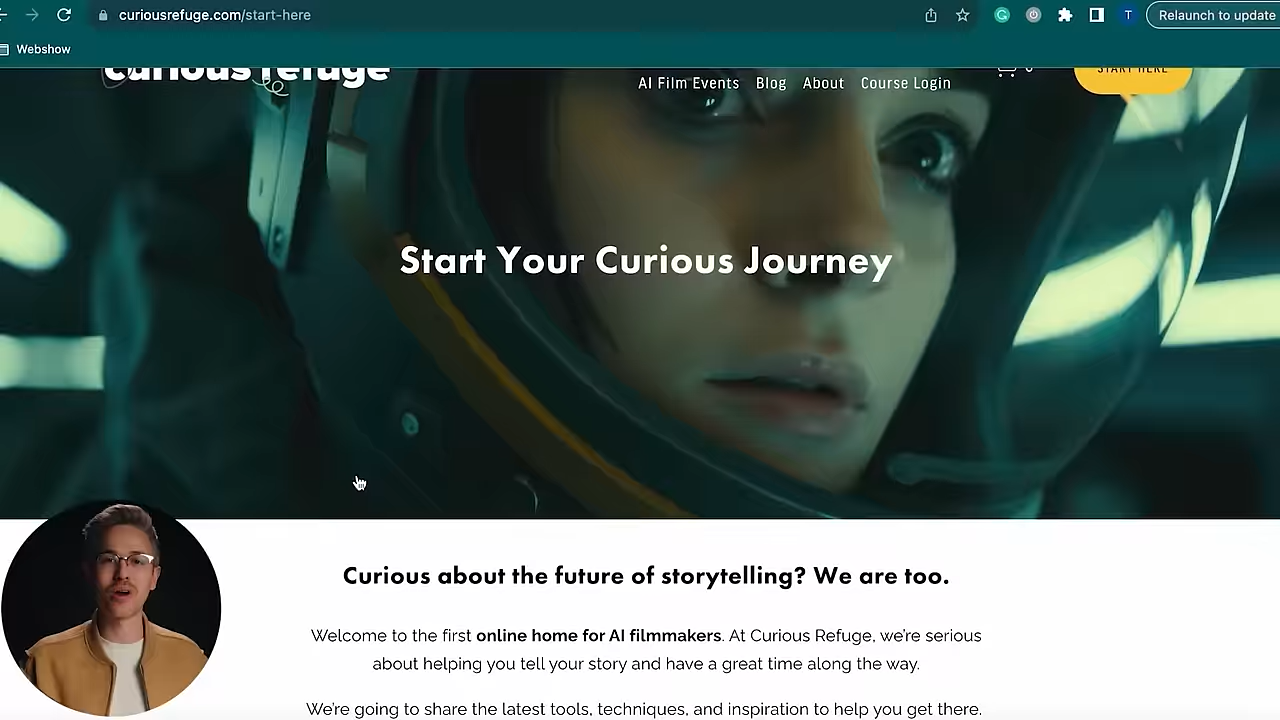 curiousrefuge.com/start-here
T
Relaunch to update
Webshow
curious refuge
AI Film Events
Blog
About
Course Login
0
START HERE
Start Your Curious Journey
Curious about the future of storytelling? We are too.
Welcome to the first online home for AI filmmakers. At Curious Refuge, we're serious
about helping you tell your story and have a great time along the way.
We're going to share the latest tools, techniques, and inspiration to help you get there.